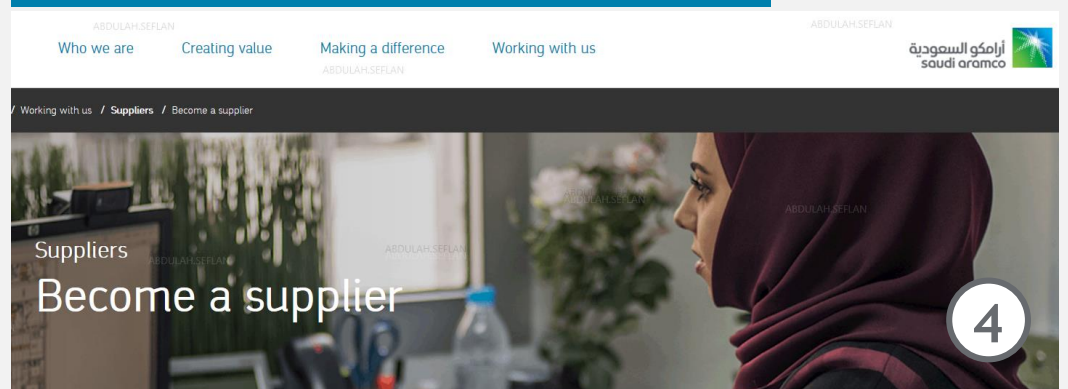 ABDULAH.SEFLAN
ABDULAH.SEFLAN
Who we are Creating value Making a difference Working with us
أرامكو السعودية
saudi aramco
ABDULAH.SEFLAN
/ Working with us / Suppliers / Become a supplier
ABDULAH.SEFLAN
ABDULAH.SEFLAN
Suppliers
ABDULAH.SEFLAN
ABDULAH.SEFLAN
Become a supplier
4